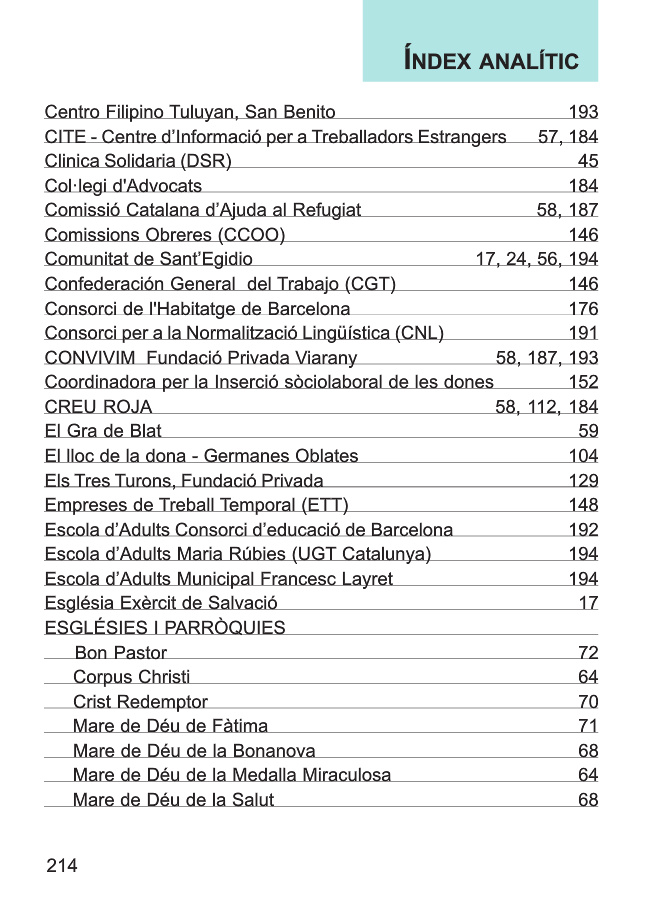 ÍNDEX ANALÍTIC
Centro Filipino Tuluyan, San Benito 193
CITE - Centre d’Informació per a Treballadors Estrangers 57, 184
Clinica Solidaria (DSR) 45
Col·legi d'Advocats 184
Comissió Catalana d’Ajuda al Refugiat 58, 187
Comissions Obreres (CCOO) 146
Comunitat de Sant’Egidio 17, 24, 56, 194
Confederación General del Trabajo (CGT) 146
Consorci de l'Habitatge de Barcelona 176
Consorci per a la Normalització Lingüística (CNL) 191
CONVIVIM Fundació Privada Viarany 58, 187, 193
Coordinadora per la Inserció sòciolaboral de les dones 152
CREU ROJA 58, 112, 184
El Gra de Blat 59
El lloc de la dona - Germanes Oblates 104
Els Tres Turons, Fundació Privada 129
Empreses de Treball Temporal (ETT) 148
Escola d’Adults Consorci d’educació de Barcelona 192
Escola d’Adults Maria Rúbies (UGT Catalunya) 194
Escola d’Adults Municipal Francesc Layret 194
Església Exèrcit de Salvació 17
ESGLÉSIES I PARRÒQUIES
Bon Pastor 72
Corpus Christi 64
Crist Redemptor 70
Mare de Déu de Fàtima 71
Mare de Déu de la Bonanova 68
Mare de Déu de la Medalla Miraculosa 64
Mare de Déu de la Salut 68
214